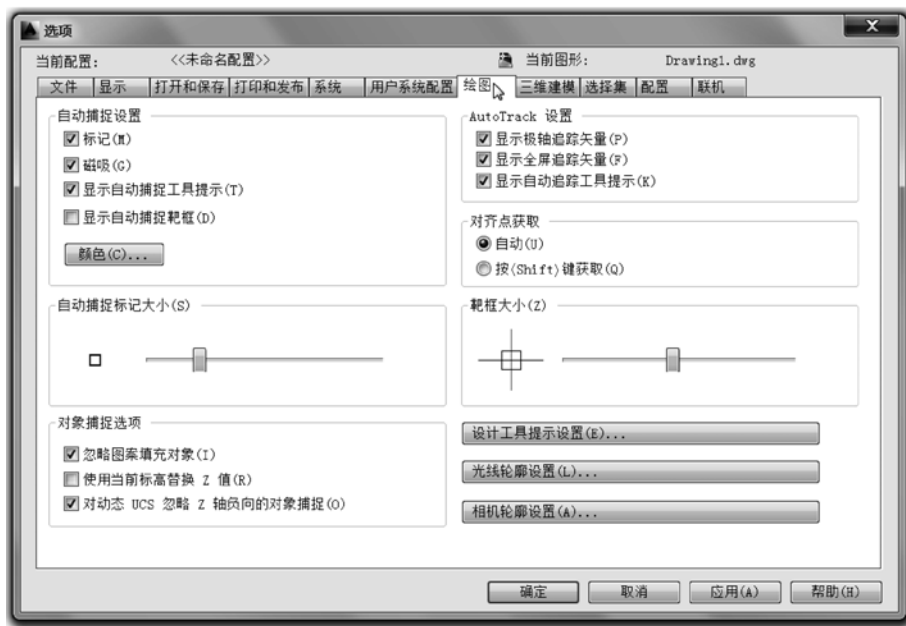 选项
当前配置: <<未命名配置>> 当前图形: Drawing1.dwg
文件 显示 打开和保存 打印和发布 系统 用户系统配置 绘图 三维建模 选择集 配置 联机
自动捕捉设置
标记(M)
磁吸(G)
显示自动捕捉工具提示(T)
显示自动捕捉靶框(D)
颜色(C)...
AutoTrack 设置
显示极轴追踪矢量(P)
显示全屏追踪矢量(F)
显示自动追踪工具提示(K)
对齐点获取
自动(U)
按(Shift)键获取(Q)
自动捕捉标记大小(S)
靶框大小(Z)
对象捕捉选项
忽略图案填充对象(I)
使用当前标高替换 Z 值(R)
对动态 UCS 忽略 Z 轴负向的对象捕捉(O)
设计工具提示设置(E)...
光线轮廓设置(L)...
相机轮廓设置(A)...
确定 取消 应用(A) 帮助(H)